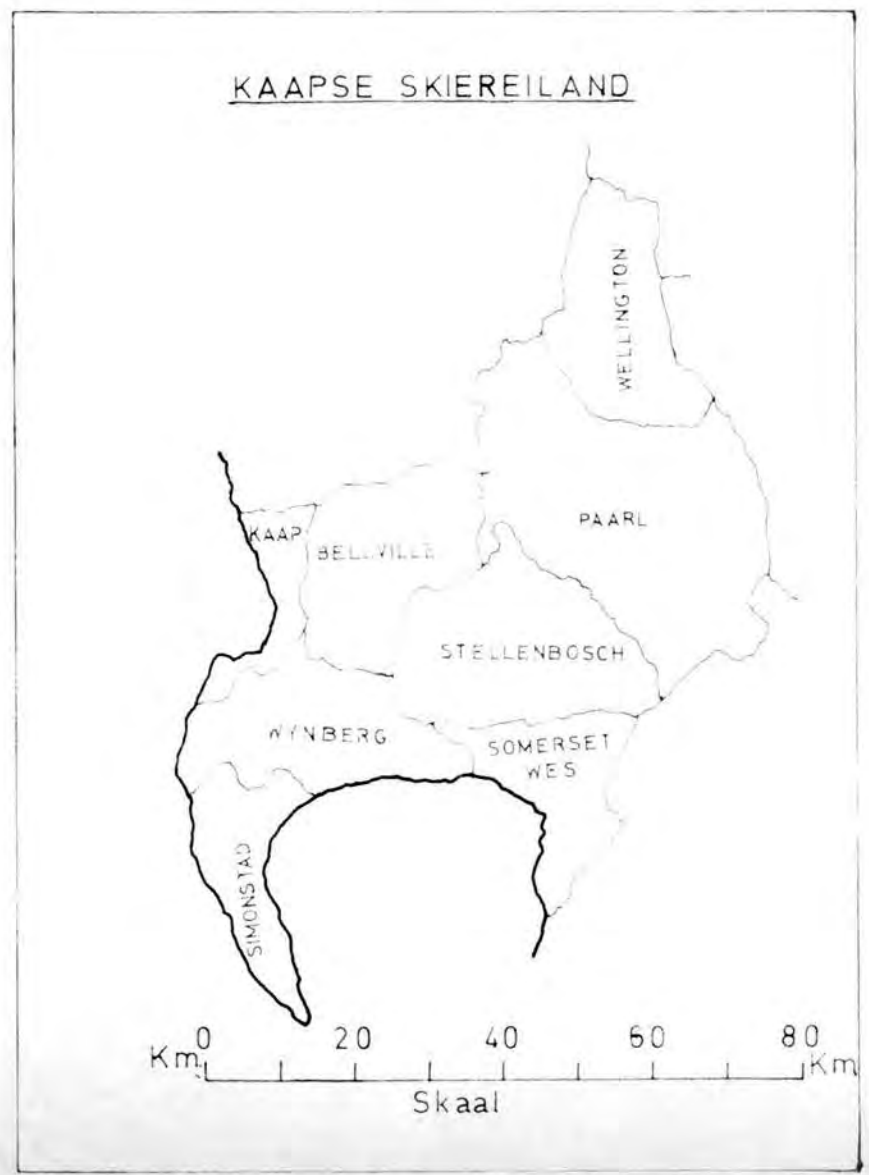 KAAPSE SKIEREILAND
WELLINGTON
PAARL
KAAP
BELLVILLE
STELLENBOSCH
WYNBERG
SOMERSET
WES
SIMONSTAD
0 20 40 60 80
Km Km
Skaal